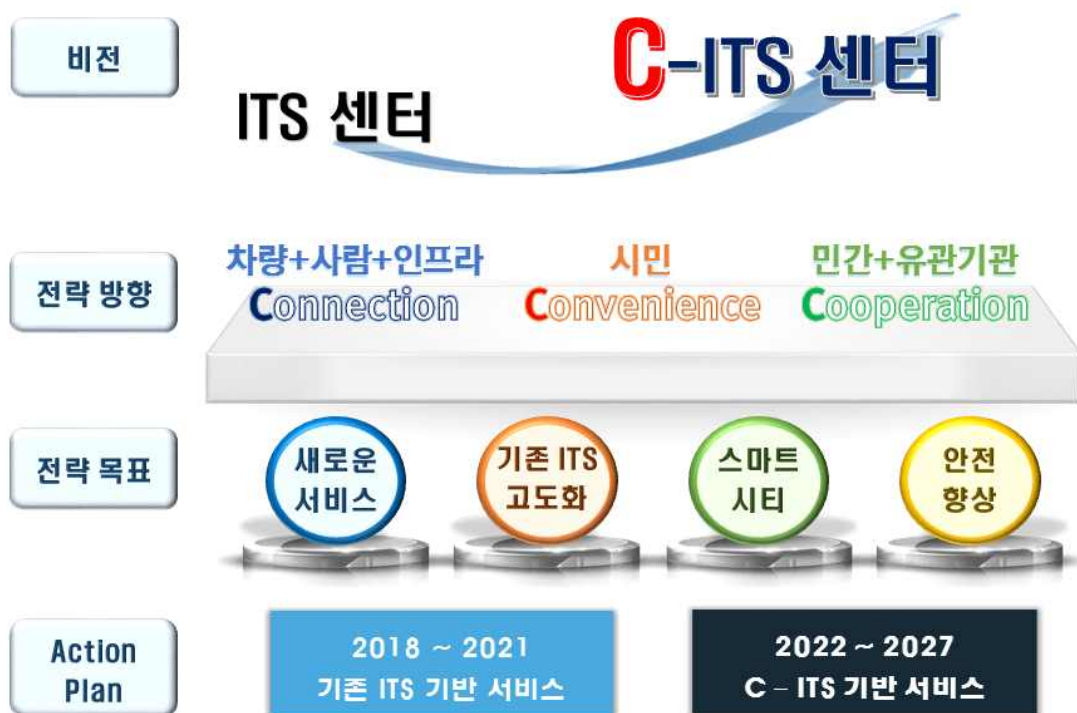 비전
ITS 센터
C-ITS 센터
전략 방향
차량+사람+인프라
Connection
시민
Convenience
민간+유관기관
Cooperation
전략 목표
새로운
서비스
기존 ITS
고도화
스마트
시티
안전
향상
Action
Plan
2018 ~ 2021
기존 ITS 기반 서비스
2022 ~ 2027
C – ITS 기반 서비스